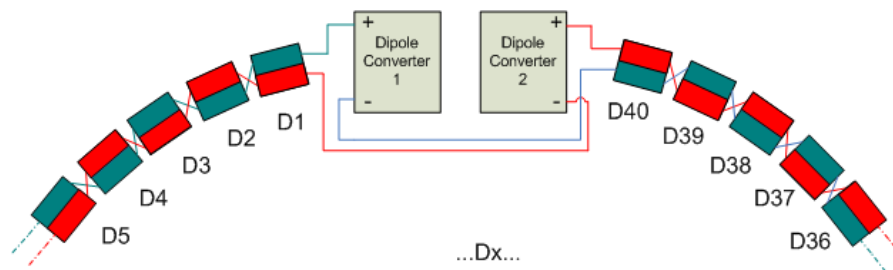 +
Dipole
Converter
1
-
+
Dipole
Converter
2
-
D1
D2
D3
D4
D5
D40
D39
D38
D37
D36
...Dx...